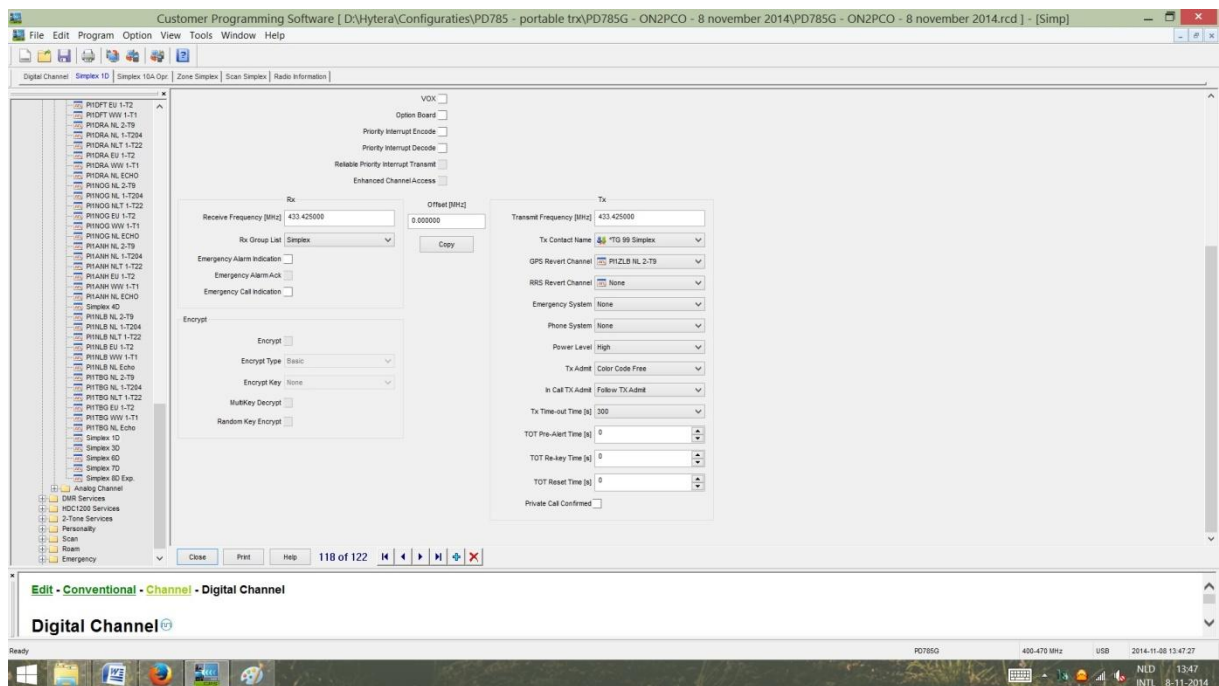 Customer Programming Software [ D:\Hytera\Configuraties\PD785 - portable trx\PD785G - ON2PCO - 8 november 2014\PD785G - ON2PCO - 8 november 2014.rcd ] - [Simp]
File Edit Program Option View Tools Window Help
Digital Channel Simplex 1D Simplex 10A Opr. Zone Simplex Scan Simplex Radio Information
PI1DFT EU 1-T2
PI1DFT WW 1-T1
PI1DRA NL 2-T9
PI1DRA NL 1-T204
PI1DRA NLT 1-T22
PI1DRA EU 1-T2
PI1DRA WW 1-T1
PI1DRA NL ECHO
PI1NOG NL 2-T9
PI1NOG NL 1-T204
PI1NOG NLT 1-T22
PI1NOG EU 1-T2
PI1NOG WW 1-T1
PI1NOG NL ECHO
PI1ANH NL 2-T9
PI1ANH NL 1-T204
PI1ANH NLT 1-T22
PI1ANH EU 1-T2
PI1ANH WW 1-T1
PI1ANH NL ECHO
Simplex 4D
PI1NLB NL 2-T9
PI1NLB NL 1-T204
PI1NLB NLT 1-T22
PI1NLB EU 1-T2
PI1NLB WW 1-T1
PI1NLB NL Echo
PI1TBG NL 2-T9
PI1TBG NL 1-T204
PI1TBG NLT 1-T22
PI1TBG EU 1-T2
PI1TBG WW 1-T1
PI1TBG NL Echo
Simplex 1D
Simplex 3D
Simplex 6D
Simplex 7D
Simplex 8D Exp.
Analog Channel
DMR Services
HDC1200 Services
2-Tone Services
Personality
Scan
Roam
Emergency
VOX
Option Board
Priority Interrupt Encode
Priority Interrupt Decode
Reliable Priority Interrupt Transmit
Enhanced Channel Access
Rx
Receive Frequency [MHz] 433.425000
Rx Group List Simplex
Emergency Alarm Indication
Emergency Alarm Ack
Emergency Call Indication
Offset [MHz]
0.000000
Copy
Encrypt
Encrypt
Encrypt Type Basic
Encrypt Key None
MultiKey Decrypt
Random Key Encrypt
Tx
Transmit Frequency [MHz] 433.425000
Tx Contact Name *TG 99 Simplex
GPS Revert Channel PI1ZLB NL 2-T9
RRS Revert Channel None
Emergency System None
Phone System None
Power Level High
Tx Admit Color Code Free
In Call TX Admit Follow TX Admit
Tx Time-out Time [s] 300
TOT Pre-Alert Time [s] 0
TOT Re-key Time [s] 0
TOT Reset Time [s] 0
Private Call Confirmed
Close Print Help 118 of 122
Edit - Conventional - Channel - Digital Channel
Digital Channel
Ready PD785G 400-470 MHz USB 2014-11-08 13:47:27
NLD 13:47
INTL 8-11-2014